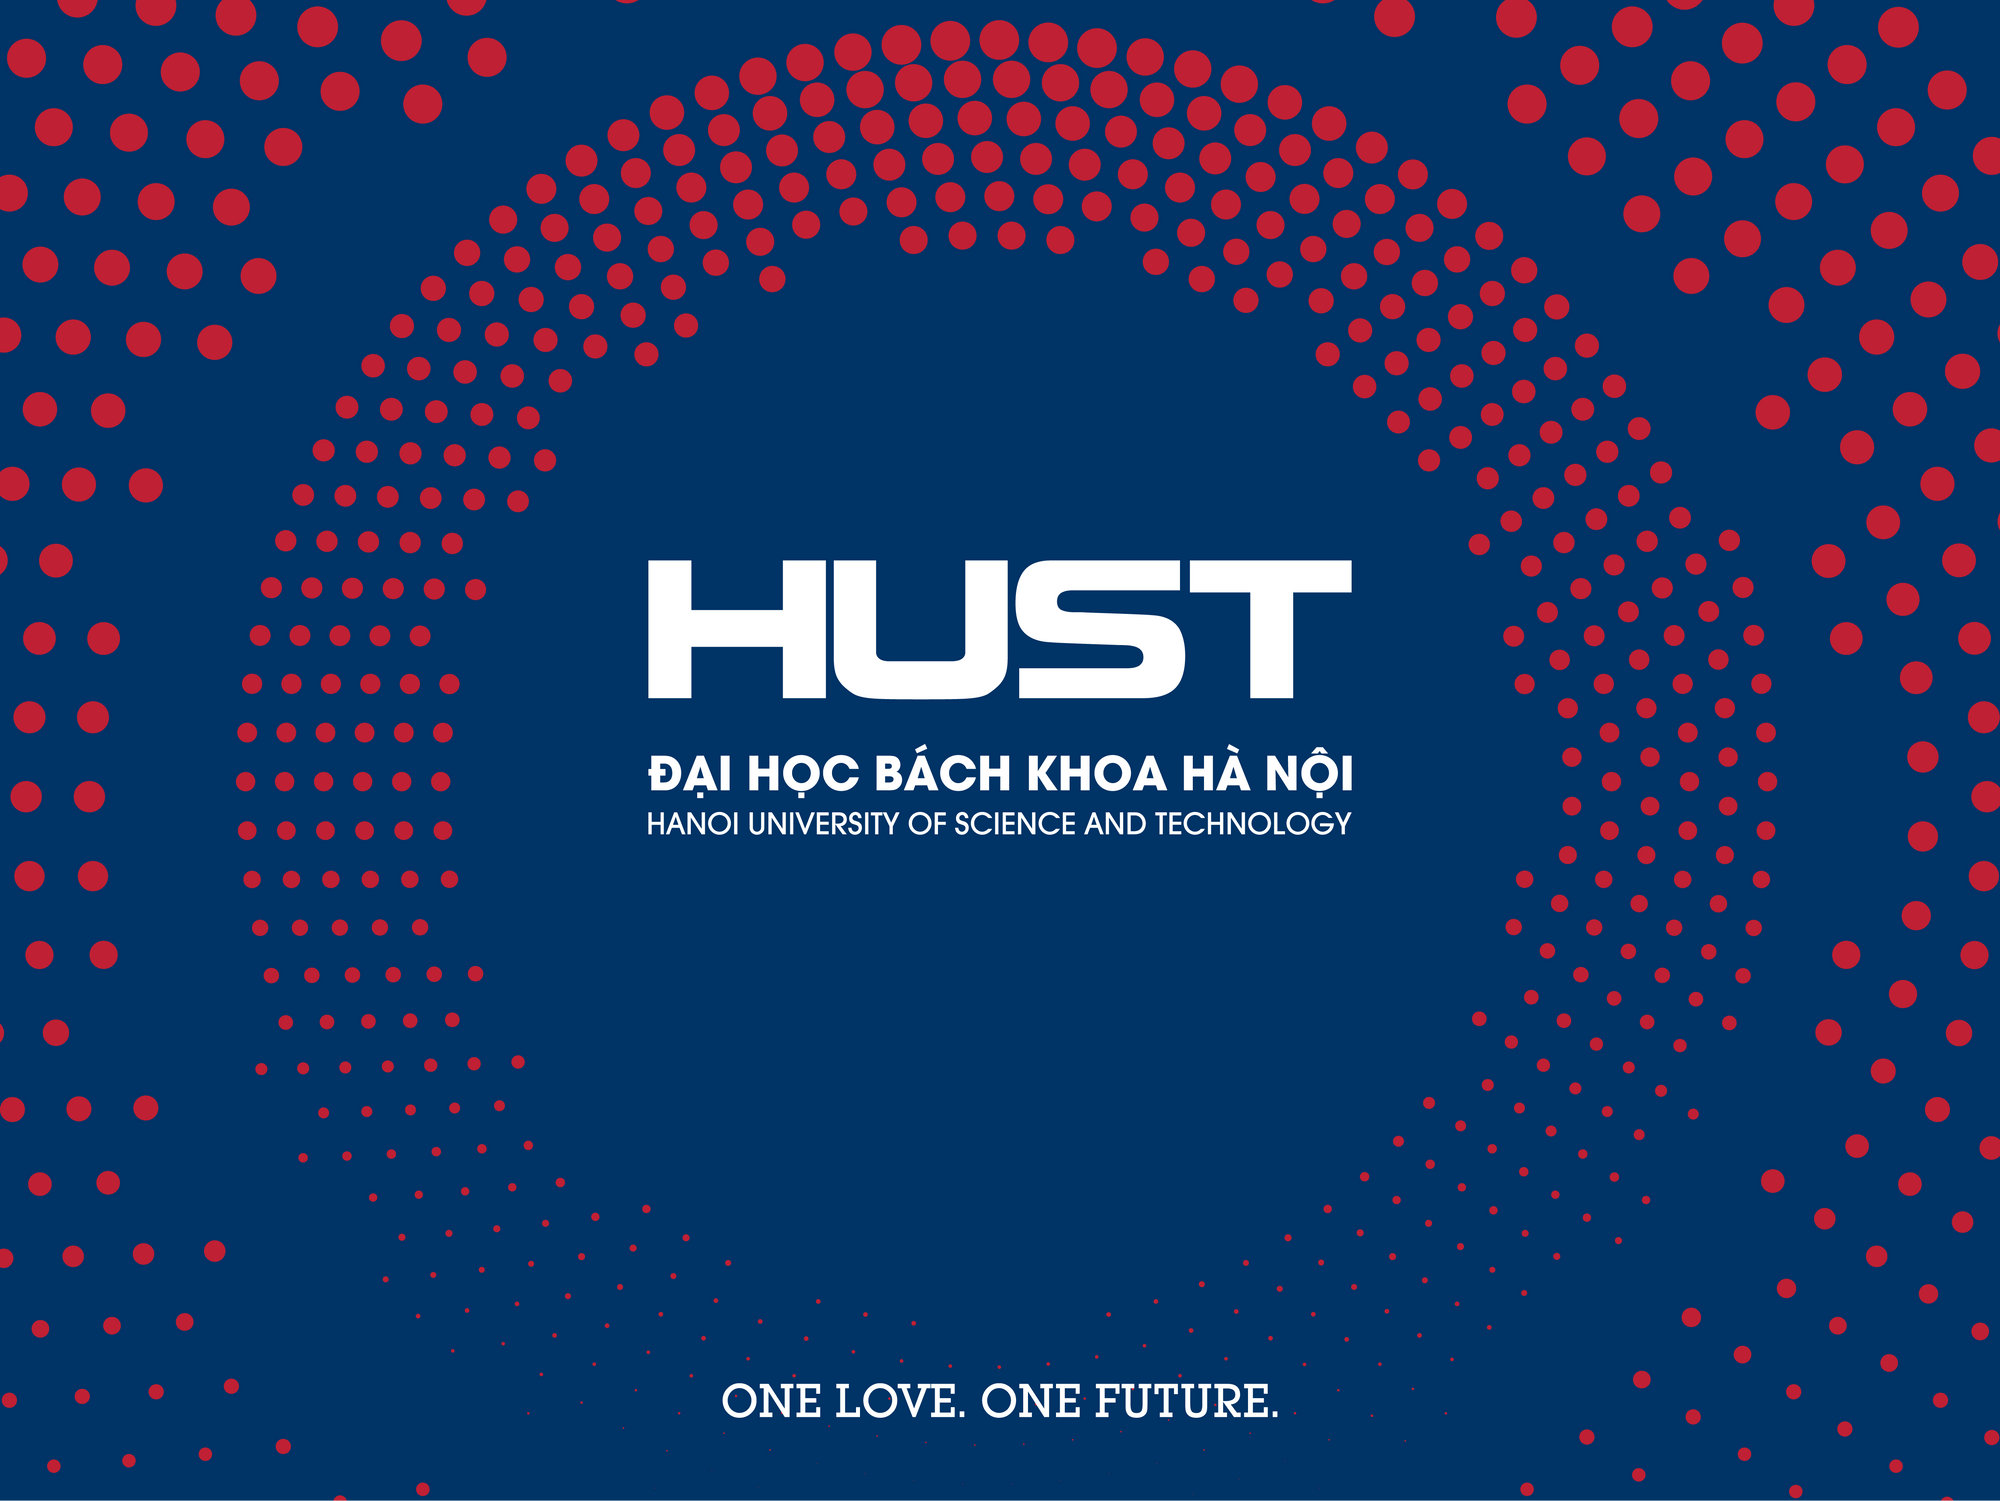 HUST
ĐẠI HỌC BÁCH KHOA HÀ NỘI
HANOI UNIVERSITY OF SCIENCE AND TECHNOLOGY
ONE LOVE. ONE FUTURE.